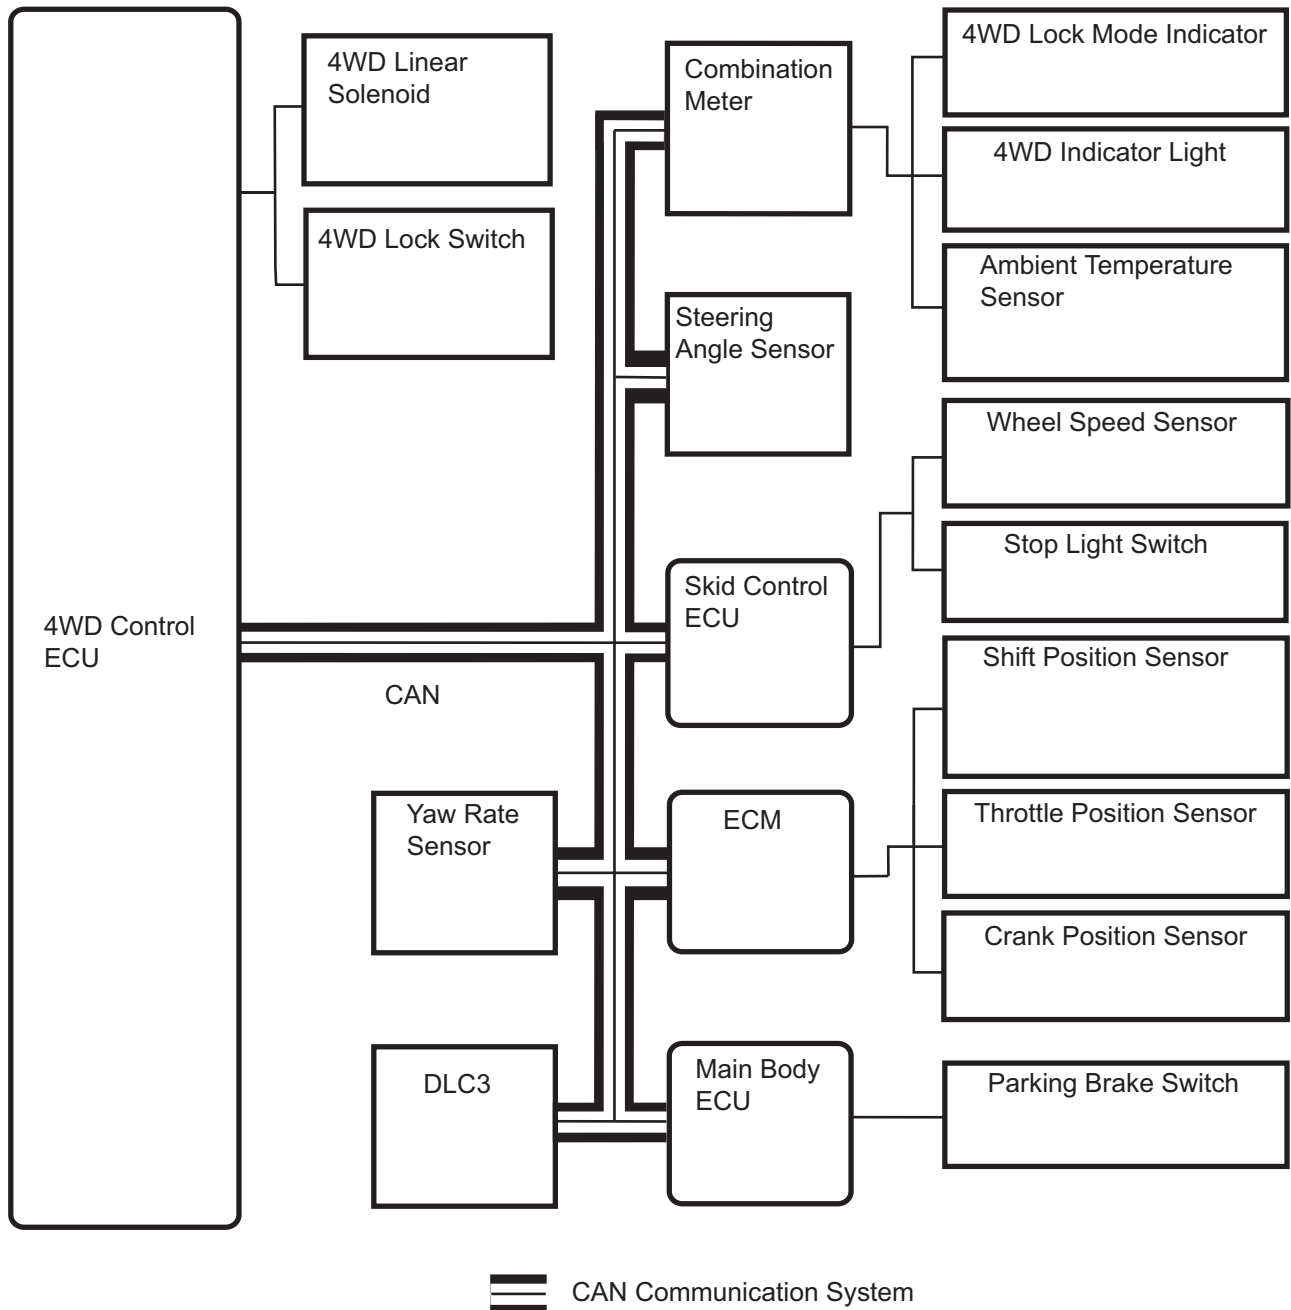 4WD Linear
Solenoid
4WD Lock Switch
4WD Control
ECU
CAN
Yaw Rate
Sensor
DLC3
Combination
Meter
Steering
Angle Sensor
Skid Control
ECU
ECM
Main Body
ECU
4WD Lock Mode Indicator
4WD Indicator Light
Ambient Temperature
Sensor
Wheel Speed Sensor
Stop Light Switch
Shift Position Sensor
Throttle Position Sensor
Crank Position Sensor
Parking Brake Switch
CAN Communication System